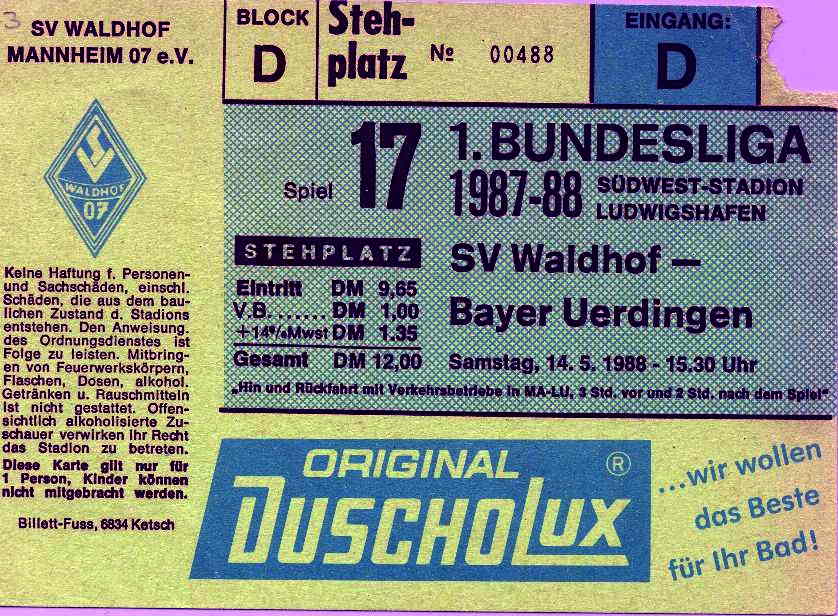 3
SV WALDHOF
MANNHEIM 07 e.V.
WALDHOF
07
Keine Haftung f. Personen-
und Sachschäden, einschl.
Schäden, die aus dem bau-
lichen Zustand d. Stadions
entstehen. Den Anweisung.
des Ordnungsdienstes ist
Folge zu leisten. Mitbring-
en von Feuerwerkskörpern,
Flaschen, Dosen, alkohol.
Getränken u. Rauschmitteln
ist nicht gestattet. Offen-
sichtlich alkoholisierte Zu-
schauer verwirken ihr Recht
das Stadion zu betreten.
Diese Karte gilt nur für
1 Person, Kinder können
nicht mitgebracht werden.
Billett-Fuss, 6834 Ketsch
BLOCK
D
Steh-
platz
№ 00488
EINGANG:
D
Spiel 17
1. BUNDESLIGA
1987-88
SÜDWEST-STADION
LUDWIGSHAFEN
STEHPLATZ
Eintritt DM 9,65
V.B....... DM 1,00
+14%Mwst DM 1.35
Gesamt DM 12,00
SV Waldhof —
Bayer Uerdingen
Samstag, 14. 5. 1988 - 15.30 Uhr
„Hin und Rückfahrt mit Verkehrsbetriebe in MA-LU, 3 Std. vor und 2 Std. nach dem Spiel"
ORIGINAL ®
DUSCHOLUX
...wir wollen
das Beste
für Ihr Bad!